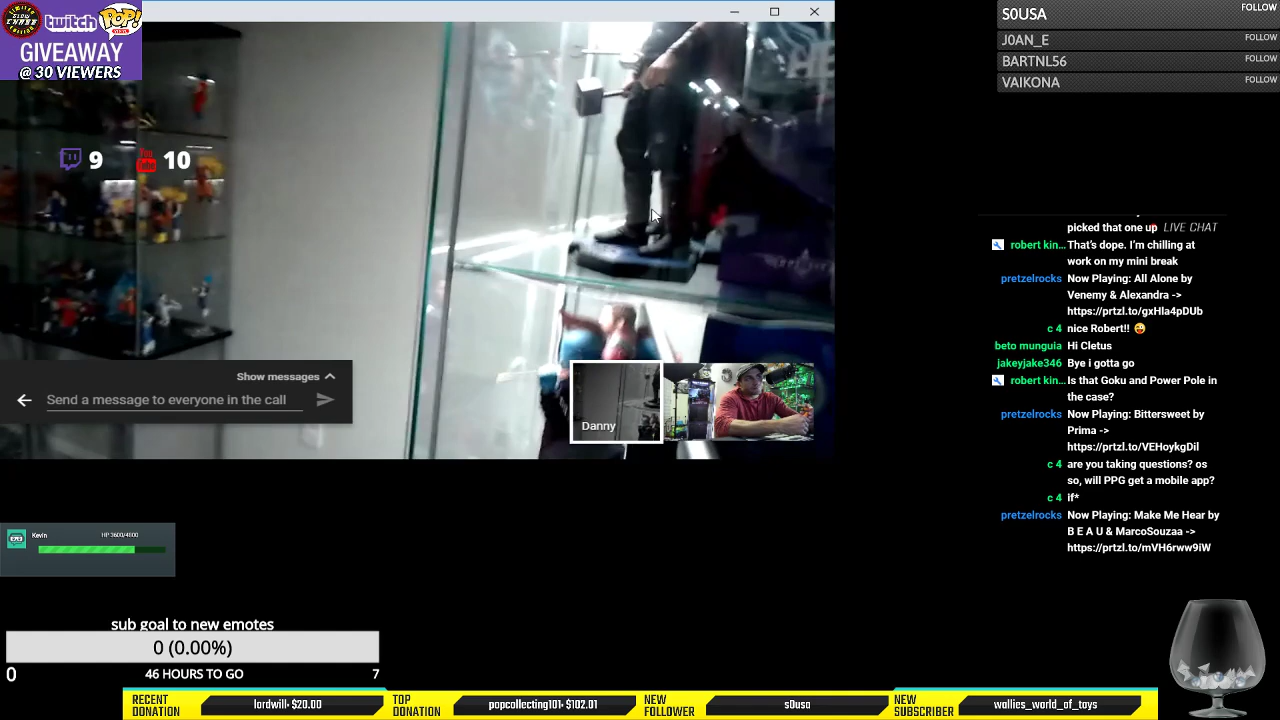 twitch
POP!
GIVEAWAY
@ 30 VIEWERS
9
You Tube 10
HE
Show messages
Send a message to everyone in the call
Danny
S0USA FOLLOW
J0AN_E FOLLOW
BARTNL56 FOLLOW
VAIKONA FOLLOW
picked that one up LIVE CHAT
robert kin... That's dope. I'm chilling at
work on my mini break
pretzelrocks Now Playing: All Alone by
Venemy & Alexandra ->
https://prtzl.to/gxHla4pDUb
c 4 nice Robert!! 😜
beto munguia Hi Cletus
jakeyjake346 Bye i gotta go
robert kin... Is that Goku and Power Pole in
the case?
pretzelrocks Now Playing: Bittersweet by
Prima ->
https://prtzl.to/VEHoykgDil
c 4 are you taking questions? os
so, will PPG get a mobile app?
c 4 if*
pretzelrocks Now Playing: Make Me Hear by
B E A U & MarcoSouzaa ->
https://prtzl.to/mVH6rww9iW
Kevin HP 3600/4800
sub goal to new emotes
0 (0.00%)
0 46 HOURS TO GO 7
RECENT DONATION lordwill: $20.00
TOP DONATION popcollecting101: $102.01
NEW FOLLOWER s0usa
NEW SUBSCRIBER wallies_world_of_toys